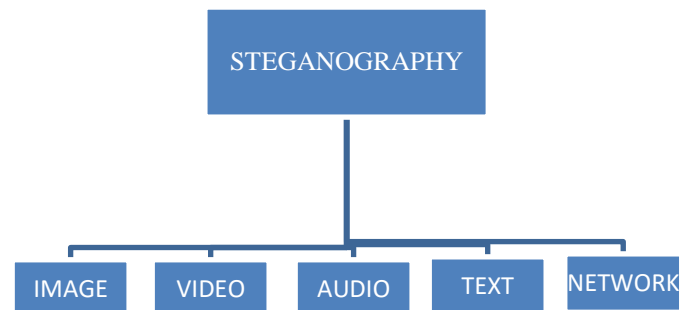 STEGANOGRAPHY
IMAGE
VIDEO
AUDIO
TEXT
NETWORK